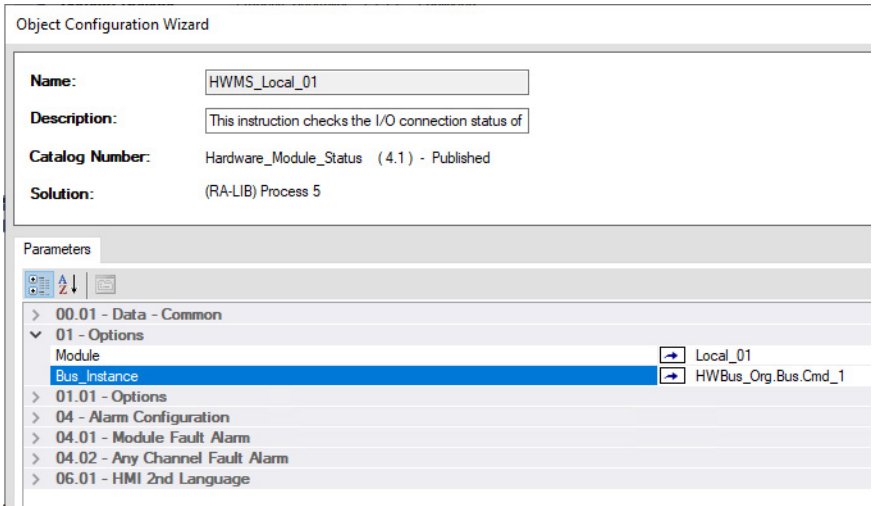 Object Configuration Wizard
Name: HWMS_Local_01
Description: This instruction checks the I/O connection status of
Catalog Number: Hardware_Module_Status ( 4.1 ) - Published
Solution: (RA-LIB) Process 5
Parameters
00.01 - Data - Common
01 - Options
Module Local_01
Bus_Instance HWBus_Org.Bus.Cmd_1
01.01 - Options
04 - Alarm Configuration
04.01 - Module Fault Alarm
04.02 - Any Channel Fault Alarm
06.01 - HMI 2nd Language